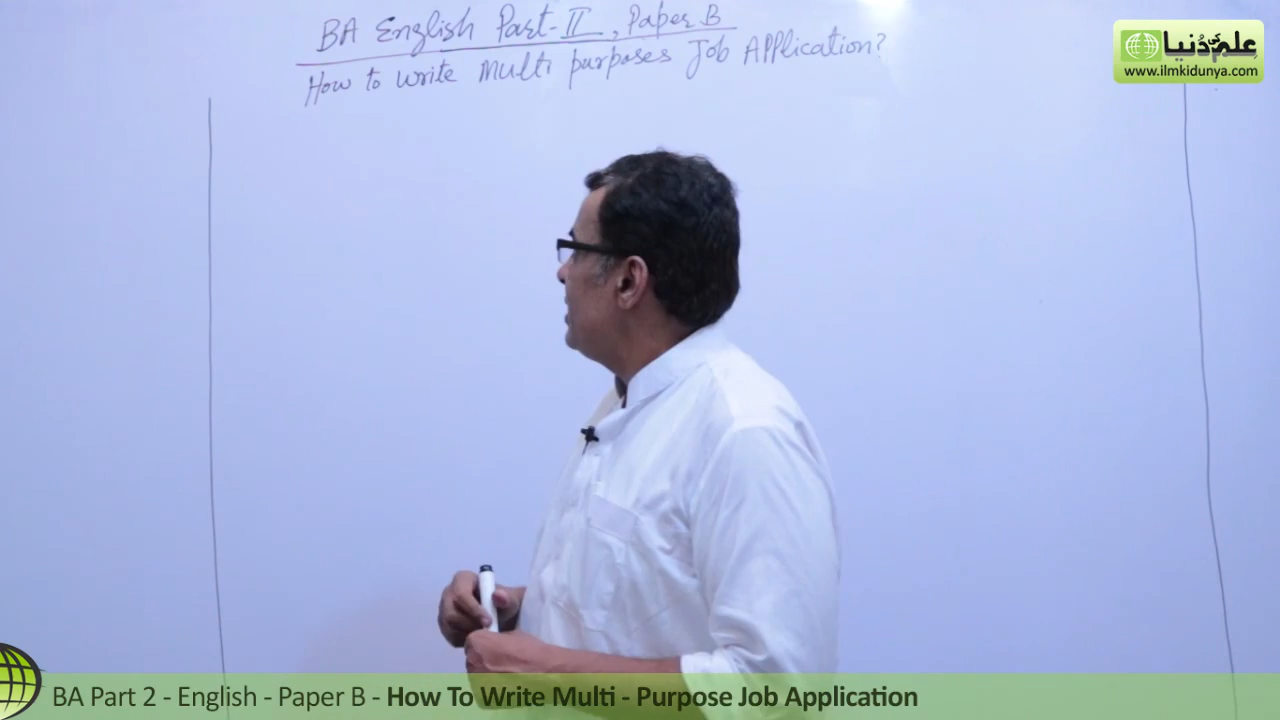 BA English Part-II, Paper B
How to write Multi purposes Job Application?
علم کی دُنیا
www.ilmkidunya.com
BA Part 2 - English - Paper B - How To Write Multi - Purpose Job Application